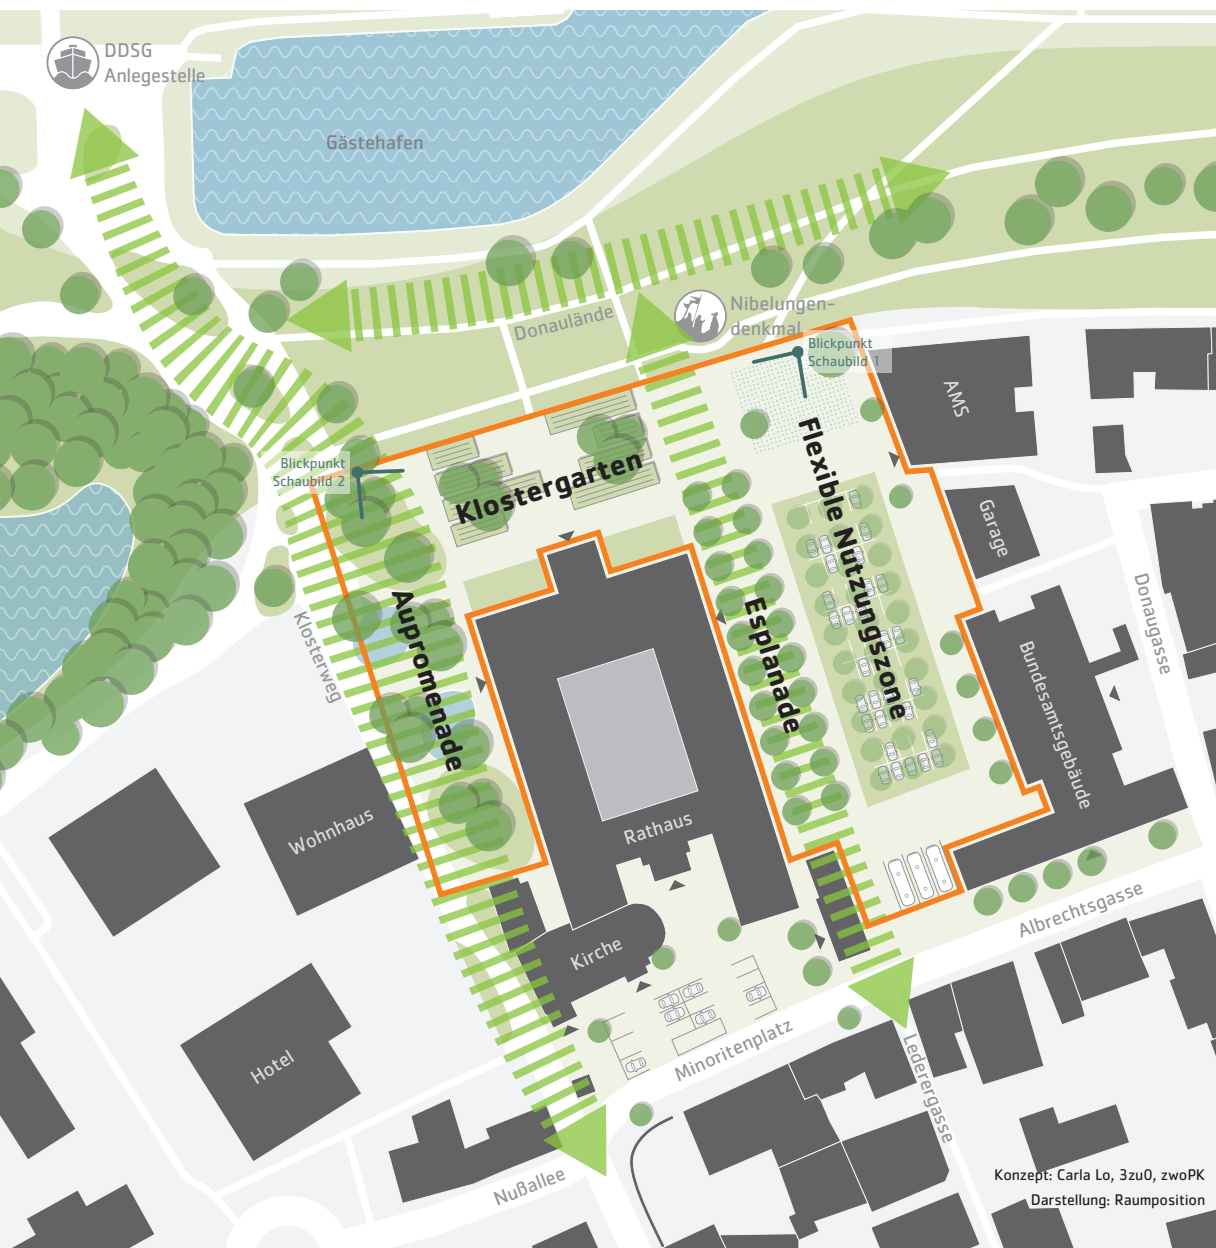 DDSG
Anlegestelle
Gästehafen
Nibelungen-
denkmal
Donaulände
Blickpunkt
Schaubild 1
AMS
Blickpunkt
Schaubild 2
Klostergarten
Flexible Nutzungszone
Garage
Aupromenade
Esplanade
Klosterweg
Donaugasse
Bundesamtsgebäude
Wohnhaus
Rathaus
Kirche
Albrechtsgasse
Hotel
Minoritenplatz
Lederergasse
Nußallee
Konzept: Carla Lo, 3zu0, zwoPK
Darstellung: Raumposition